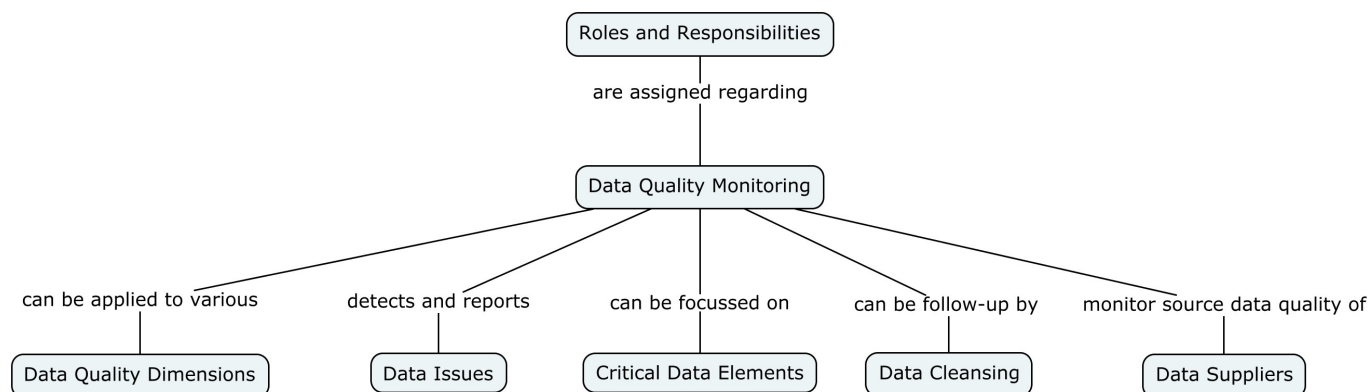 Roles and Responsibilities
are assigned regarding
Data Quality Monitoring
can be applied to various
detects and reports
can be focussed on
can be follow-up by
monitor source data quality of
Data Quality Dimensions
Data Issues
Critical Data Elements
Data Cleansing
Data Suppliers